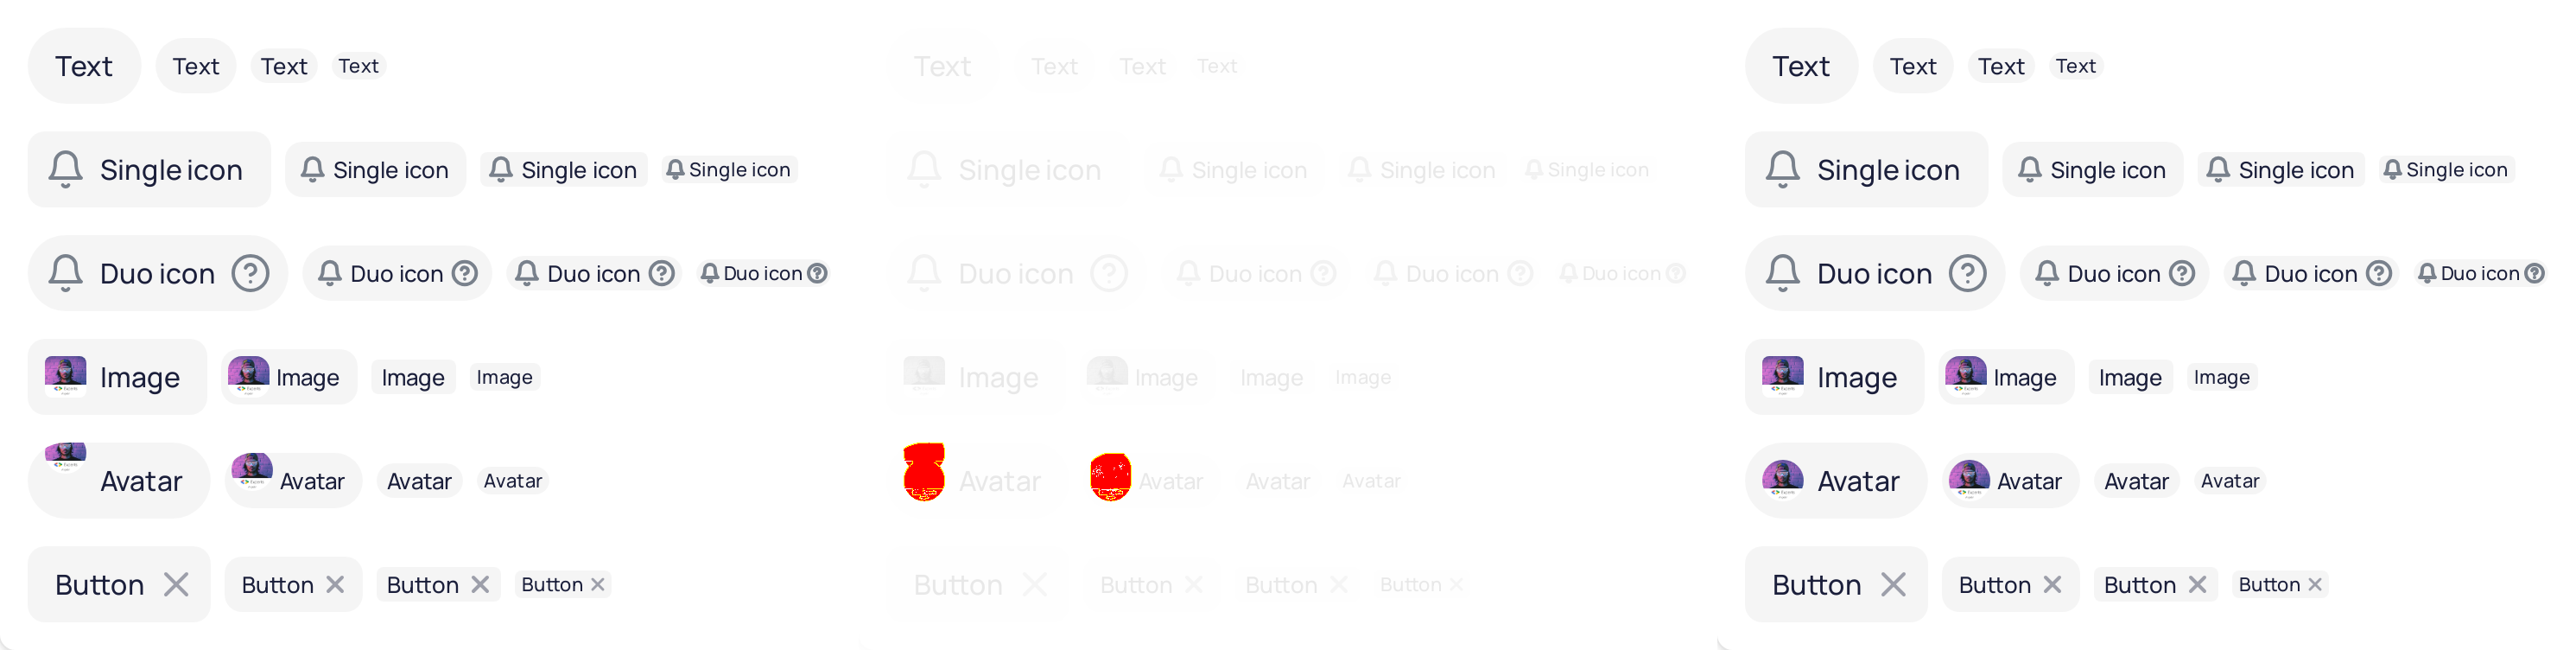 Text Text Text Text Text Text Text Text Text Text Text Text
Single icon Single icon Single icon Single icon Single icon Single icon Single icon Single icon Single icon Single icon Single icon Single icon
Duo icon Duo icon Duo icon Duo icon Duo icon Duo icon Duo icon Duo icon Duo icon Duo icon Duo icon Duo icon
Image Image Image Image Image Image Image Image Image Image Image Image
Avatar Avatar Avatar Avatar Avatar Avatar Avatar Avatar Avatar Avatar Avatar Avatar
Button Button Button Button Button Button Button Button Button Button Button Button